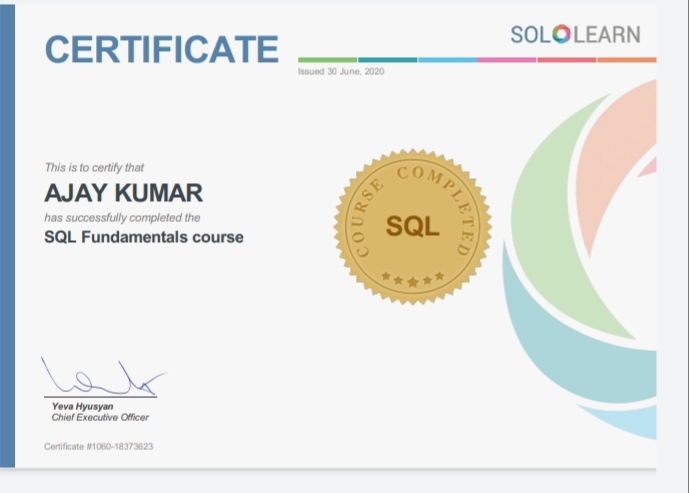 CERTIFICATE
SOLOLEARN
Issued 30 June, 2020
This is to certify that
AJAY KUMAR
has successfully completed the
SQL Fundamentals course
COURSE COMPLETED
SQL
Yeva Hyusyan
Chief Executive Officer
Certificate #1060-18373623